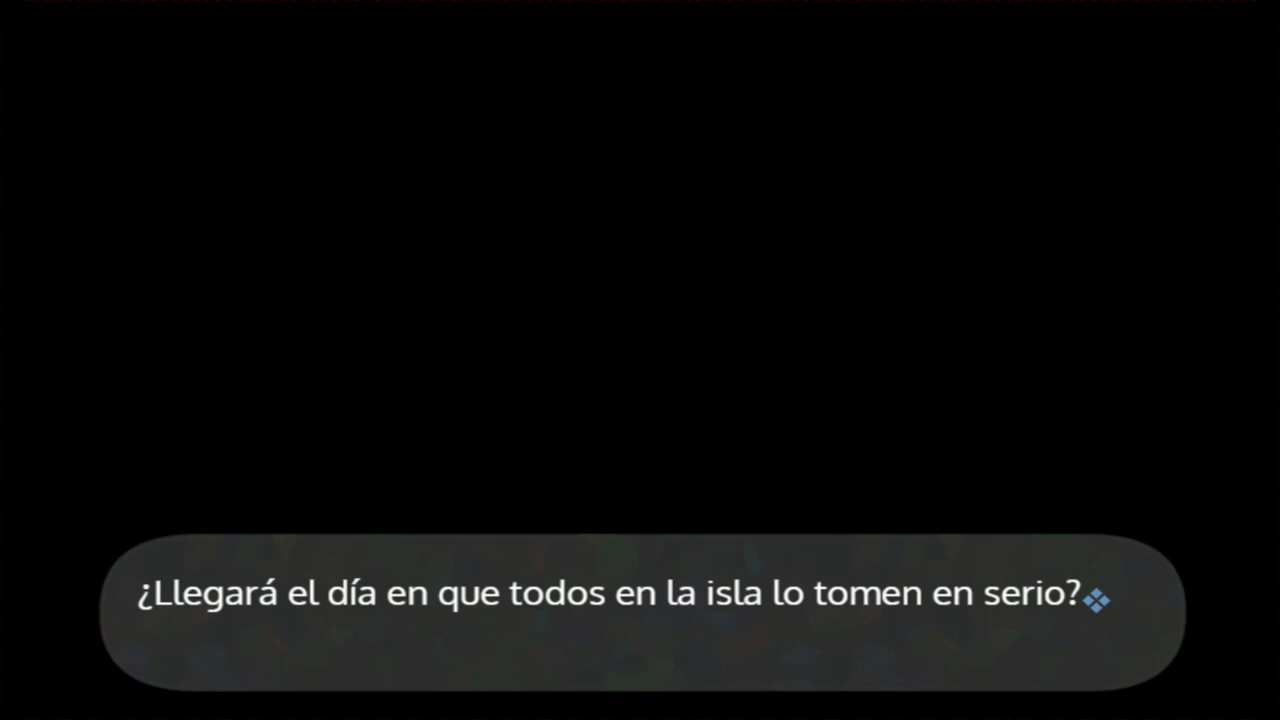 ¿Llegará el día en que todos en la isla lo tomen en serio?